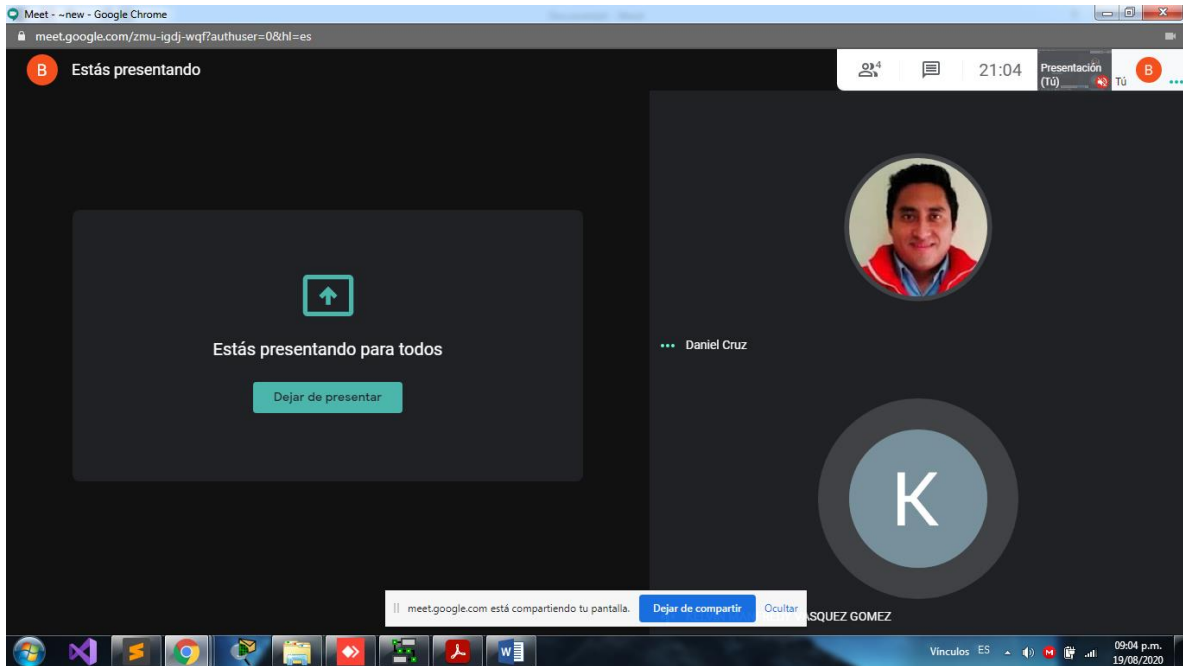 Meet - ~new - Google Chrome
meet.google.com/zmu-igdj-wqf?authuser=0&hl=es
B
Estás presentando
4
21:04
Presentación
(Tú)
Tú
B
Estás presentando para todos
Dejar de presentar
Daniel Cruz
K
meet.google.com está compartiendo tu pantalla.
Dejar de compartir
Ocultar
GOMEZ
Vínculos
ES
09:04 p.m.
19/08/2020